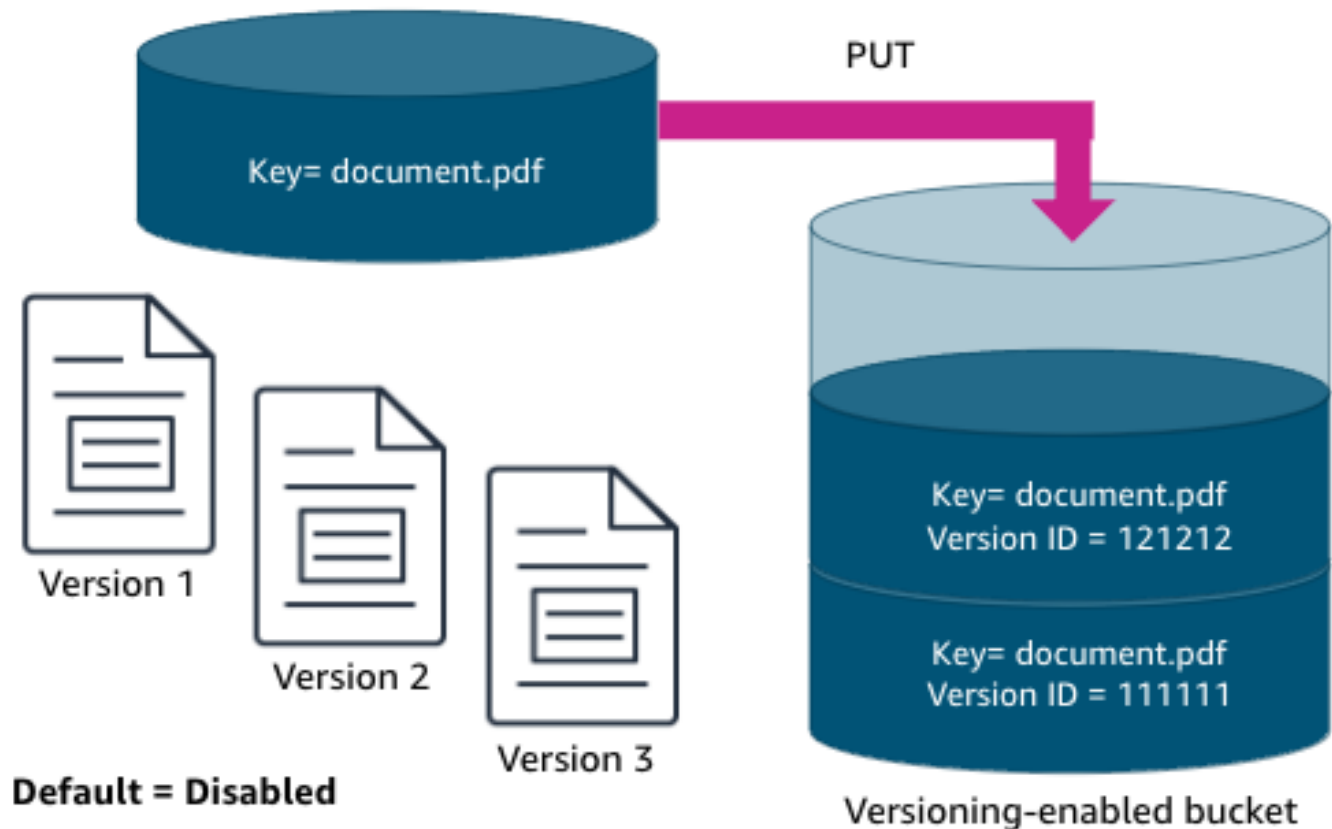 PUT
Key= document.pdf
Version 1
Version 2
Version 3
Default = Disabled
Key= document.pdf
Version ID = 121212
Key= document.pdf
Version ID = 111111
Versioning-enabled bucket